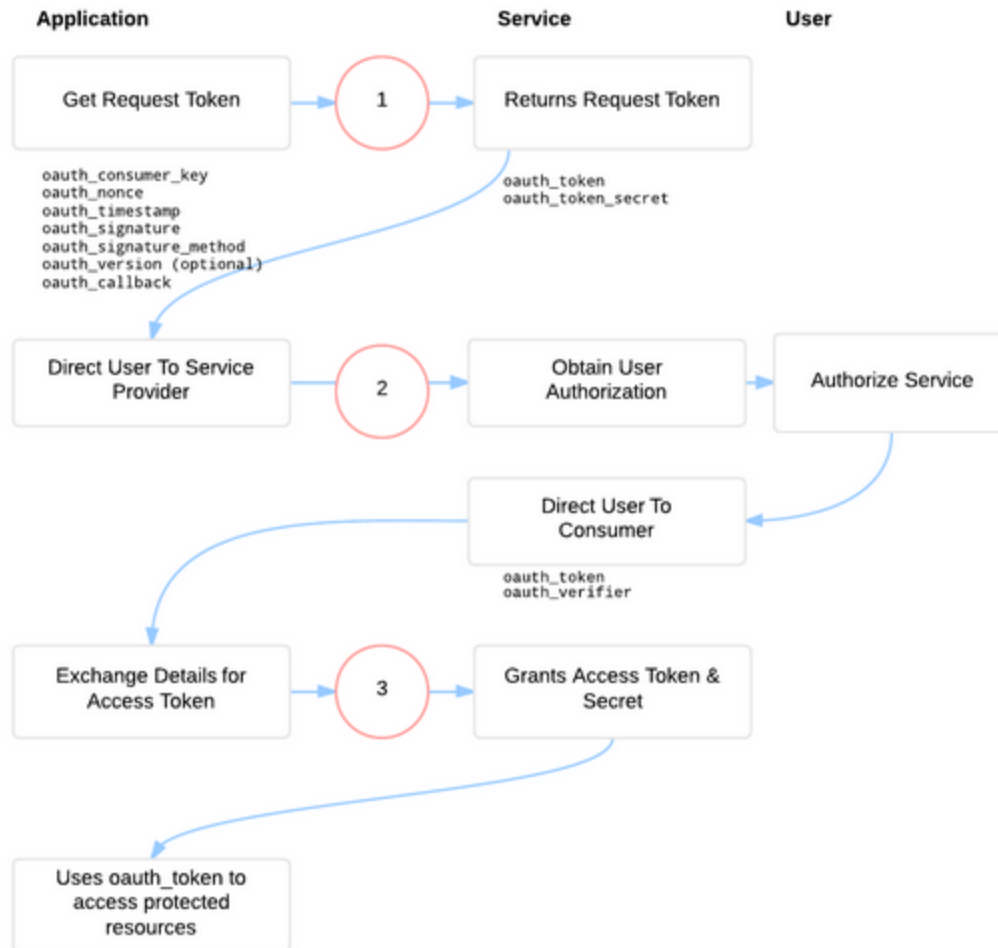 Application
Service
User
Get Request Token
1
Returns Request Token
oauth_consumer_key
oauth_nonce
oauth_timestamp
oauth_signature
oauth_signature_method
oauth_version (optional)
oauth_callback
oauth_token
oauth_token_secret
Direct User To Service
Provider
2
Obtain User
Authorization
Authorize Service
Direct User To
Consumer
oauth_token
oauth_verifier
Exchange Details for
Access Token
3
Grants Access Token &
Secret
Uses oauth_token to
access protected
resources